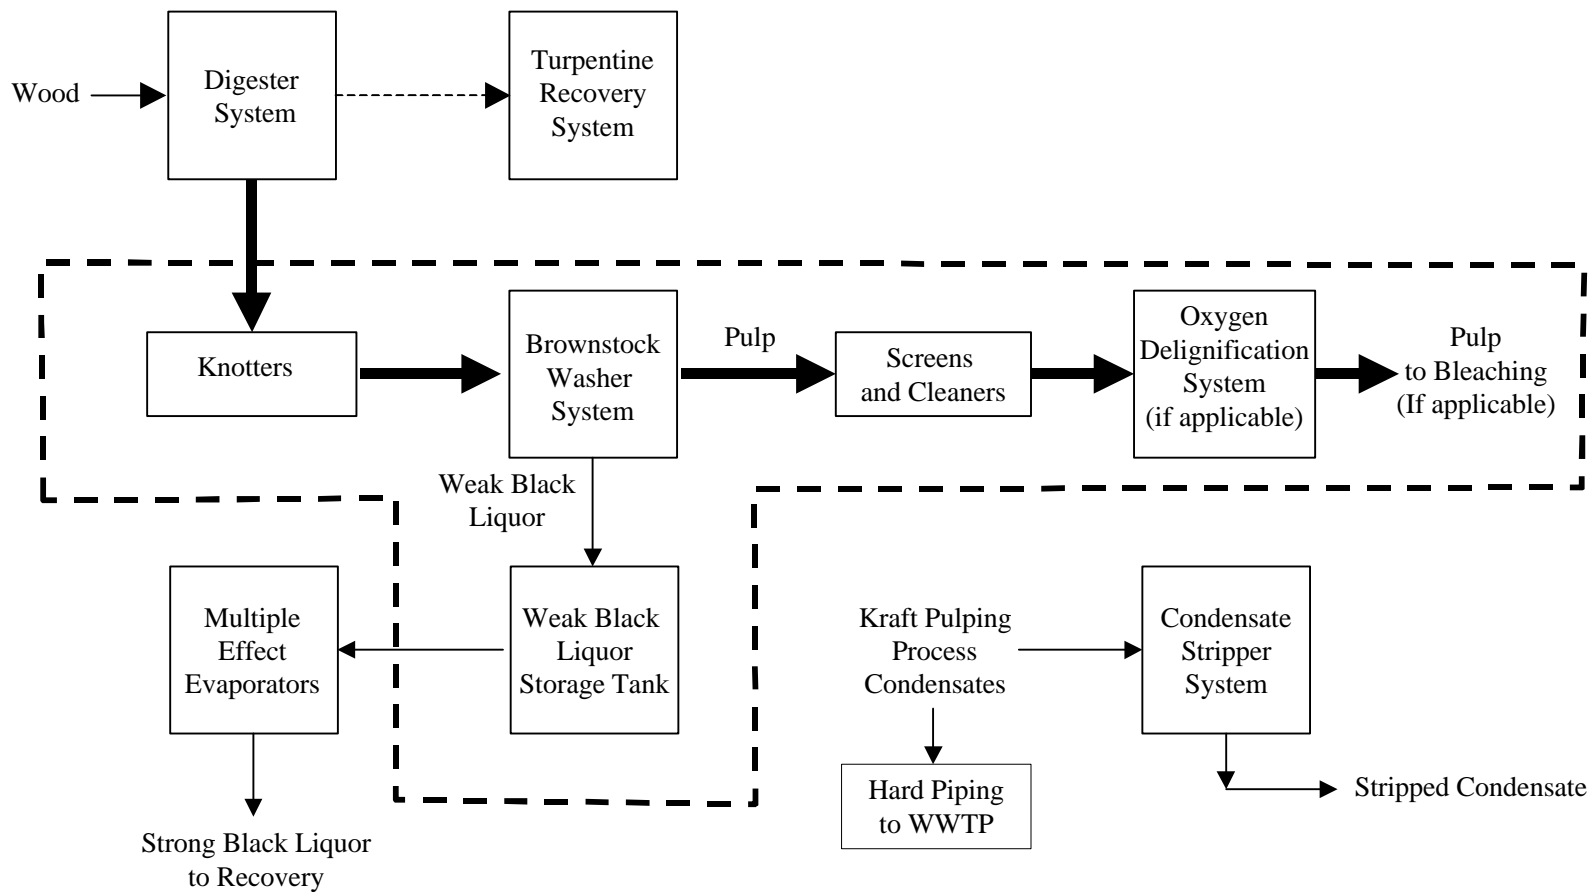 Wood
Digester
System
Turpentine
Recovery
System
Knotters
Brownstock
Washer
System
Pulp
Screens
and Cleaners
Oxygen
Delignification
System
(if applicable)
Pulp
to Bleaching
(If applicable)
Weak Black
Liquor
Multiple
Effect
Evaporators
Weak Black
Liquor
Storage Tank
Kraft Pulping
Process
Condensates
Condensate
Stripper
System
Hard Piping
to WWTP
Stripped Condensate
Strong Black Liquor
to Recovery